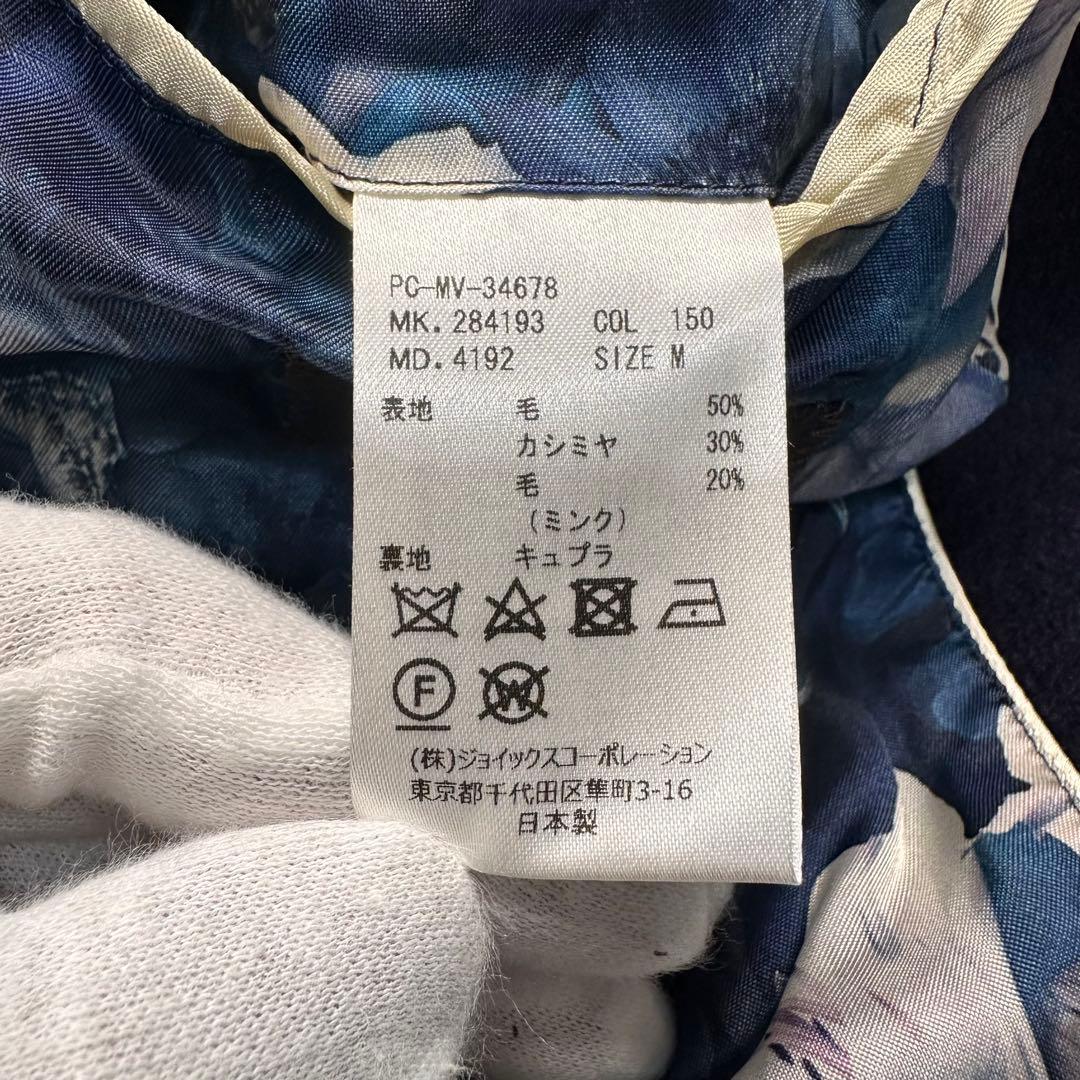 PC-MV-34678
MK. 284193 COL 150
MD. 4192 SIZE M
表地 毛 50%
カシミヤ 30%
毛 20%
(ミンク)
裏地 キュプラ
F W
(株)ジョイックスコーポレーション
東京都千代田区隼町3-16
日本製